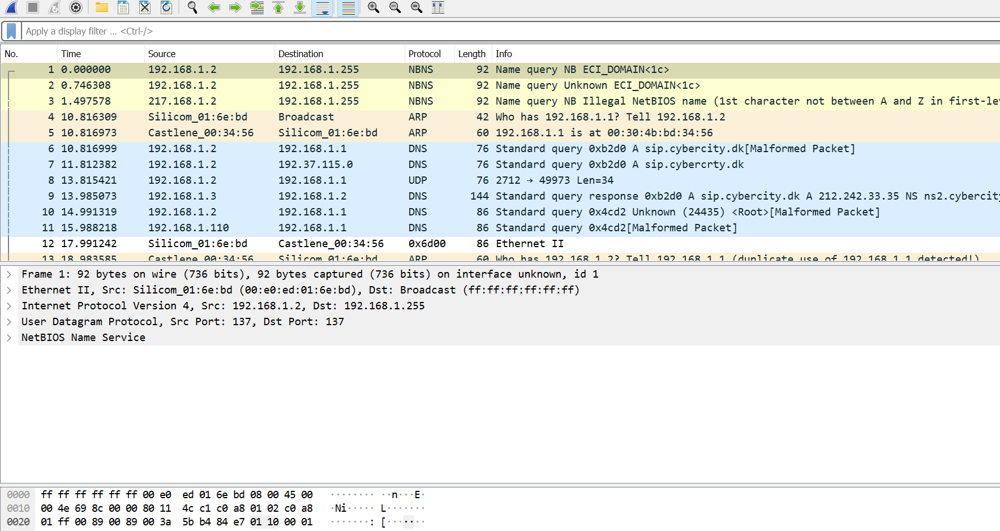 Apply a display filter ... <Ctrl-/>
No. Time Source Destination Protocol Length Info
1 0.000000 192.168.1.2 192.168.1.255 NBNS 92 Name query NB ECI_DOMAIN<1c>
2 0.746308 192.168.1.2 192.168.1.255 NBNS 92 Name query Unknown ECI_DOMAIN<1c>
3 1.497578 217.168.1.2 192.168.1.255 NBNS 92 Name query NB Illegal NetBIOS name (1st character not between A and Z in first-le
4 10.816309 Silicom_01:6e:bd Broadcast ARP 42 Who has 192.168.1.1? Tell 192.168.1.2
5 10.816973 Castlene_00:34:56 Silicom_01:6e:bd ARP 60 192.168.1.1 is at 00:30:4b:bd:34:56
6 10.816999 192.168.1.2 192.168.1.1 DNS 76 Standard query 0xb2d0 A sip.cybercity.dk[Malformed Packet]
7 11.812382 192.168.1.2 192.37.115.0 DNS 76 Standard query 0xb2d0 A sip.cybercrty.dk
8 13.815421 192.168.1.2 192.168.1.1 UDP 76 2712 → 49973 Len=34
9 13.985073 192.168.1.3 192.168.1.2 DNS 144 Standard query response 0xb2d0 A sip.cybercity.dk A 212.242.33.35 NS ns2.cybercity
10 14.991319 192.168.1.2 192.168.1.1 DNS 86 Standard query 0x4cd2 Unknown (24435) <Root>[Malformed Packet]
11 15.988218 192.168.1.110 192.168.1.1 DNS 86 Standard query 0x4cd2[Malformed Packet]
12 17.991242 Silicom_01:6e:bd Castlene_00:34:56 0x6d00 86 Ethernet II
13 18.983585 Castlene_00:34:56 Silicom_01:6e:bd ARP 60 Who has 192.168.1.2? Tell 192.168.1.1 (duplicate use of 192.168.1.1 detected!)
Frame 1: 92 bytes on wire (736 bits), 92 bytes captured (736 bits) on interface unknown, id 1
Ethernet II, Src: Silicom_01:6e:bd (00:e0:ed:01:6e:bd), Dst: Broadcast (ff:ff:ff:ff:ff:ff)
Internet Protocol Version 4, Src: 192.168.1.2, Dst: 192.168.1.255
User Datagram Protocol, Src Port: 137, Dst Port: 137
NetBIOS Name Service
0000 ff ff ff ff ff ff 00 e0 ed 01 6e bd 08 00 45 00 ········ ··n···E·
0010 00 4e 69 8c 00 00 80 11 4c c1 c0 a8 01 02 c0 a8 ·Ni····· L·······
0020 01 ff 00 89 00 89 00 3a 5b b4 84 e7 01 10 00 01 ·······: [·······